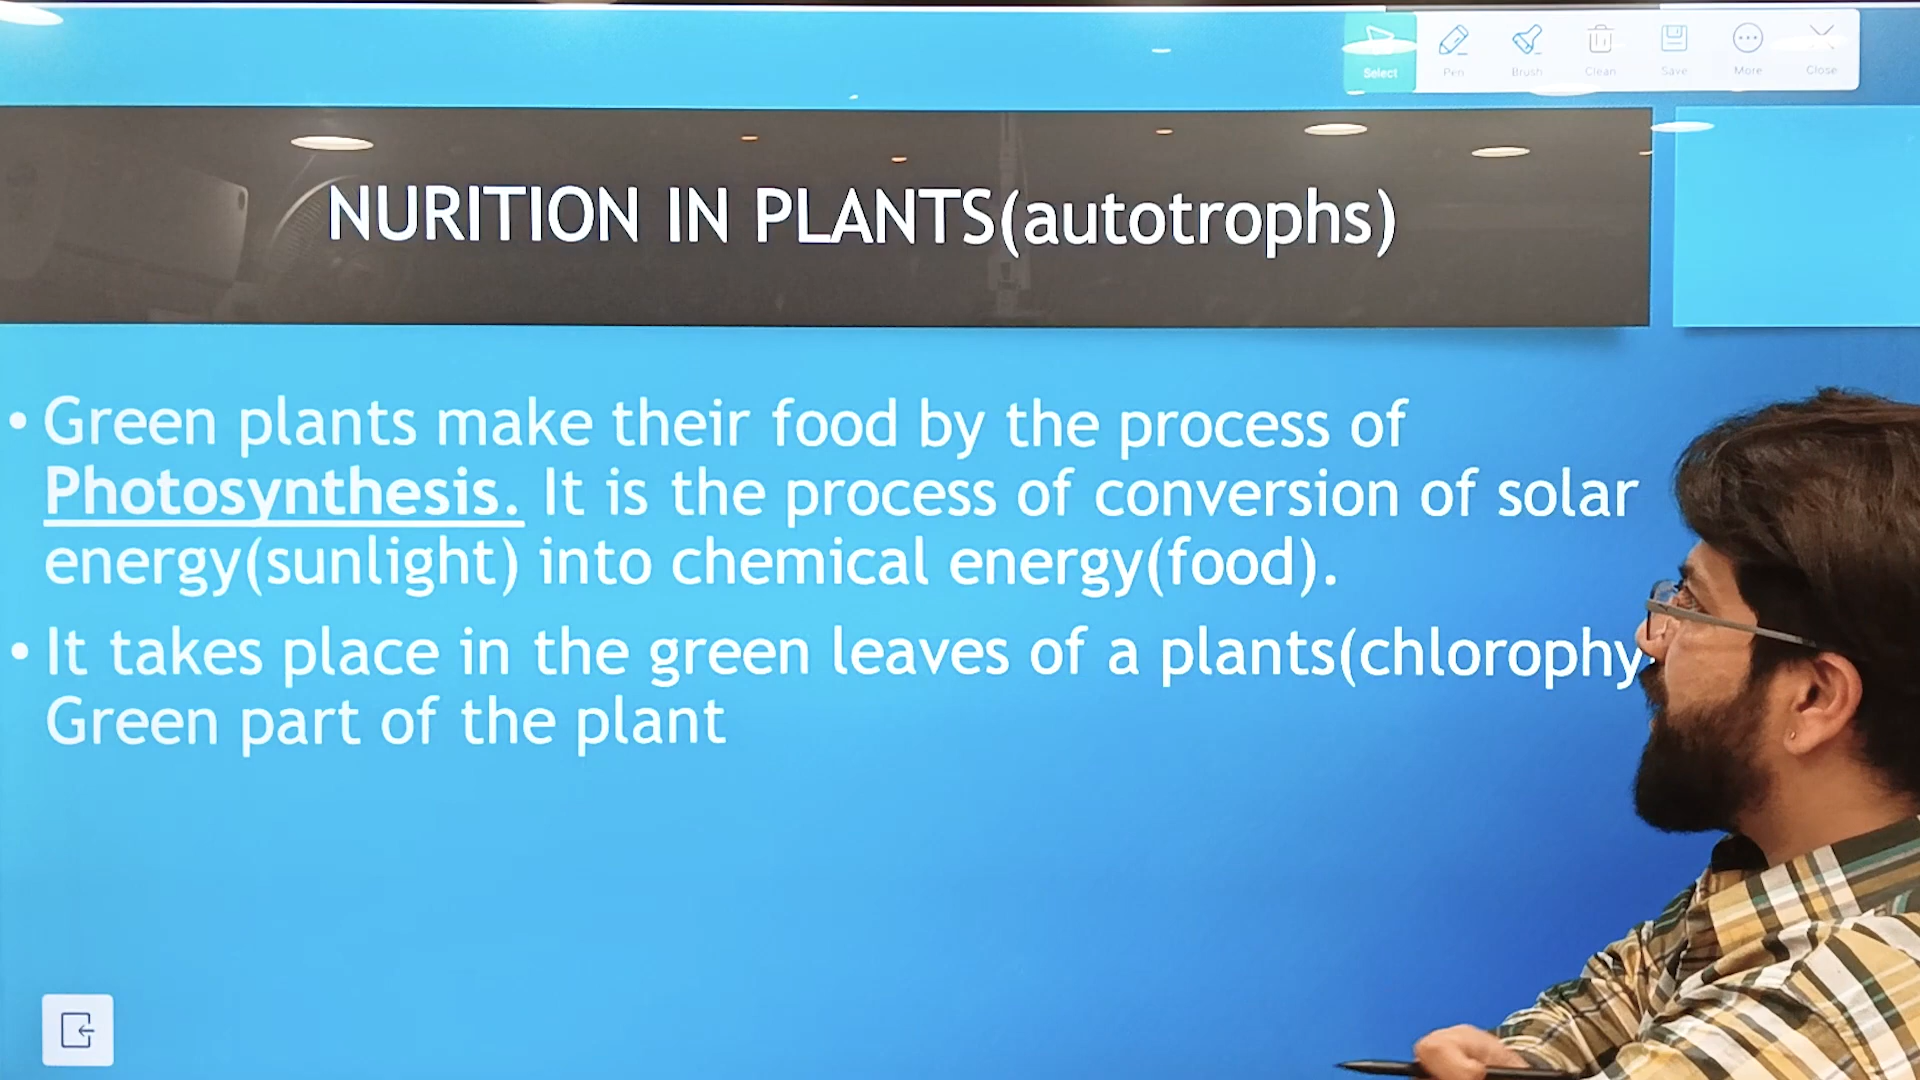 Select Pen Brush Clean Save More Close
NURITION IN PLANTS(autotrophs)
• Green plants make their food by the process of
Photosynthesis. It is the process of conversion of solar
energy(sunlight) into chemical energy(food).
• It takes place in the green leaves of a plants(chlorophy
Green part of the plant